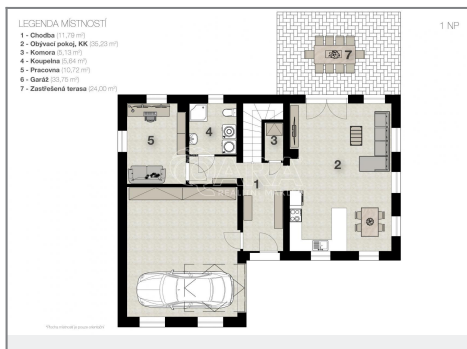 LEGENDA MÍSTNOSTÍ
1 NP
1 - Chodba (11,79 m²)
2 - Obývací pokoj, KK (35,23 m²)
3 - Komora (5,13 m²)
4 - Koupelna (5,64 m²)
5 - Pracovna (10,72 m²)
6 - Garáž (33,75 m²)
7 - Zastřešená terasa (24,00 m²)
7
5
4
3
2
1